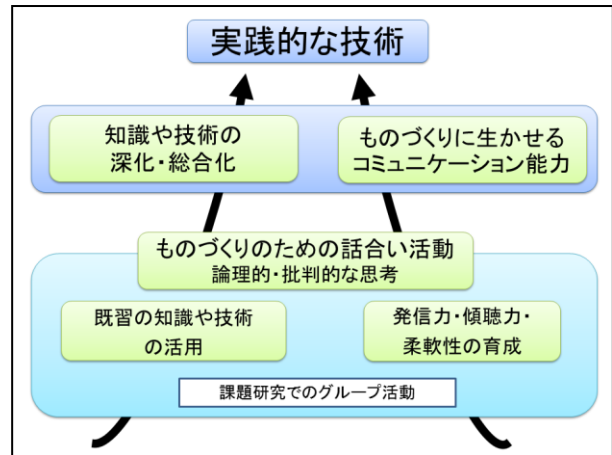 実践的な技術
知識や技術の
深化・総合化
ものづくりに生かせる
コミュニケーション能力
ものづくりのための話合い活動
論理的・批判的な思考
既習の知識や技術
の活用
発信力・傾聴力・
柔軟性の育成
課題研究でのグループ活動